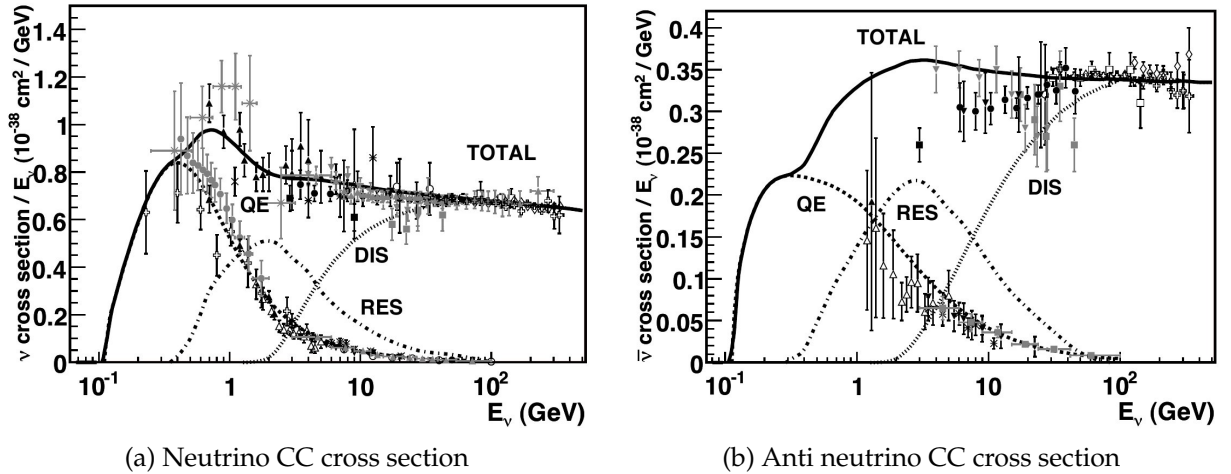 ν cross section / E_ν (10^-38 cm^2 / GeV)
1.4
1.2
1
0.8
0.6
0.4
0.2
0
TOTAL
QE
DIS
RES
10^-1
1
10
10^2
E_ν (GeV)
(a) Neutrino CC cross section
ν̅ cross section / E_ν (10^-38 cm^2 / GeV)
0.4
0.35
0.3
0.25
0.2
0.15
0.1
0.05
0
TOTAL
QE
RES
DIS
10^-1
1
10
10^2
E_ν (GeV)
(b) Anti neutrino CC cross section